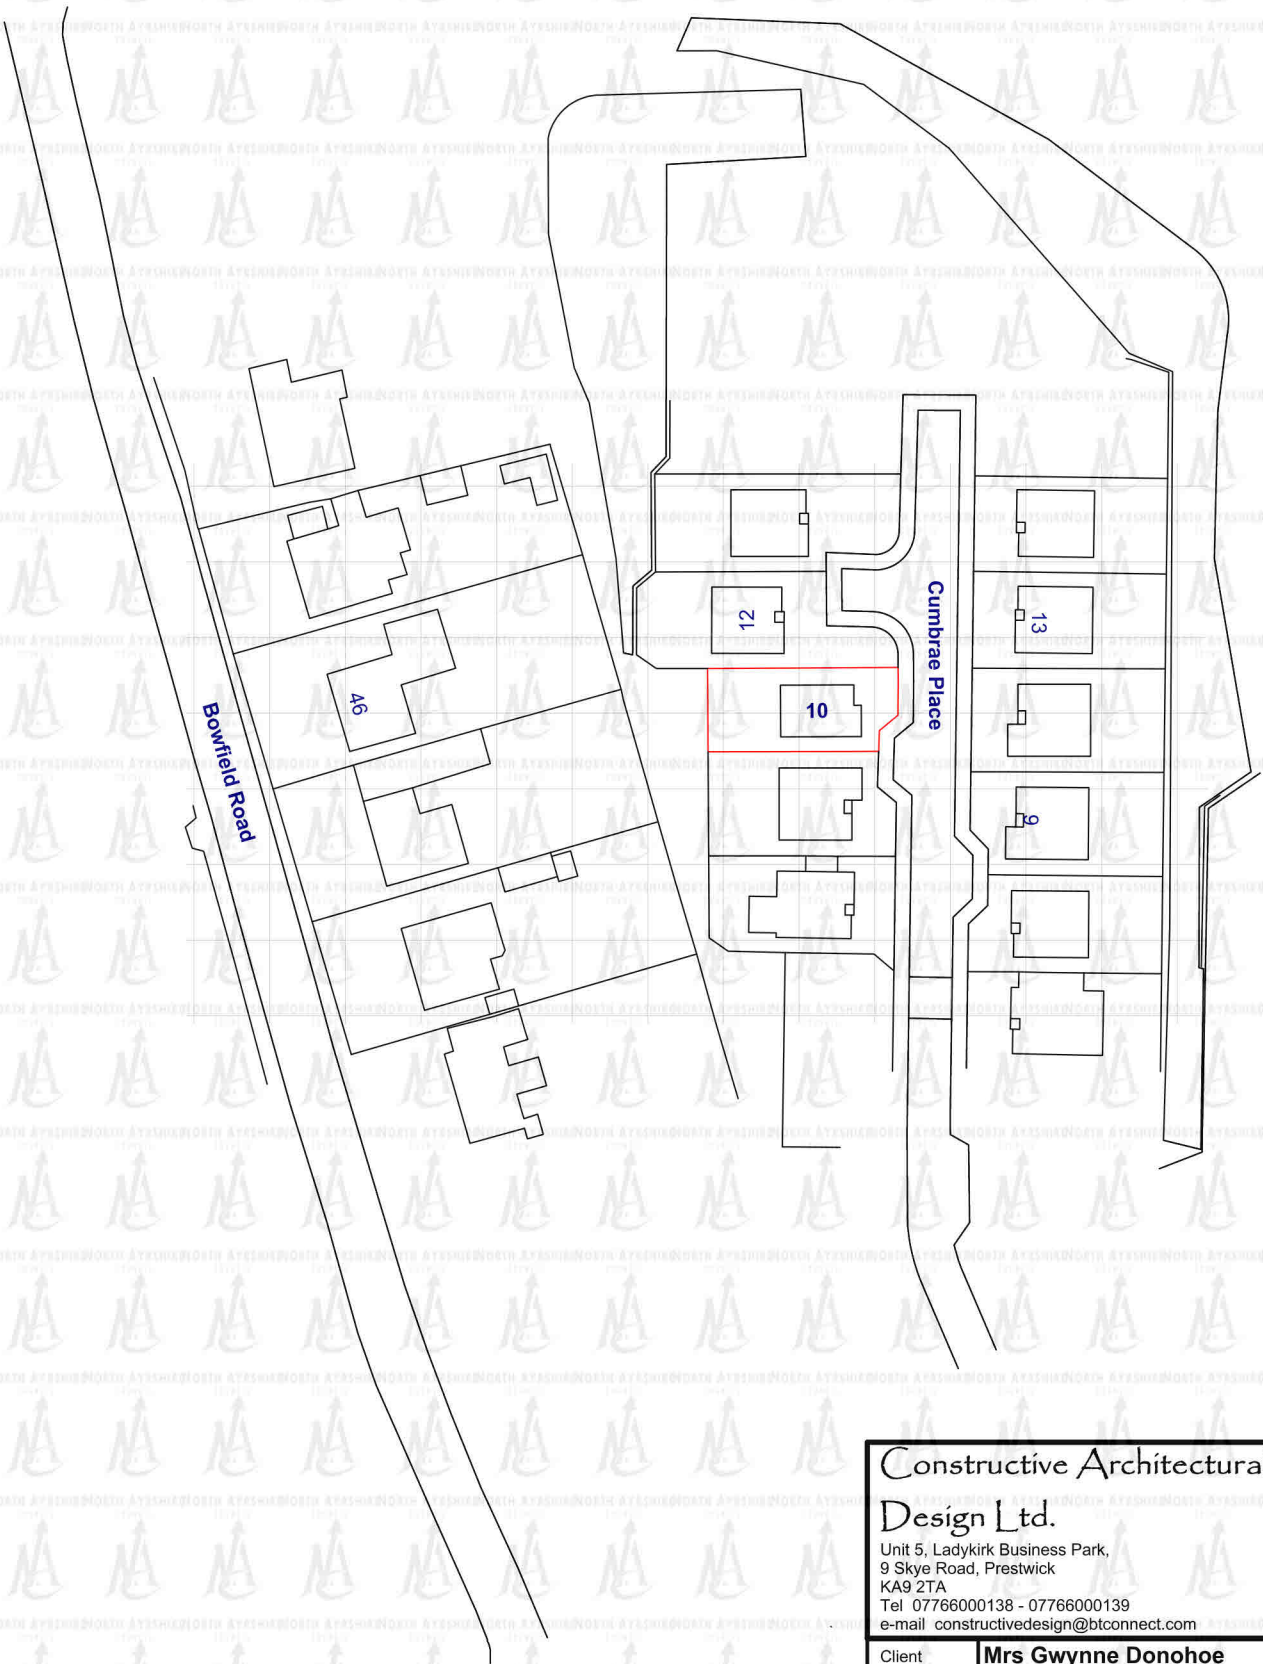 Cumbrae Place
12
13
10
46
Bowfield Road
9
Constructive Architectura
Design Ltd.
Unit 5, Ladykirk Business Park,
9 Skye Road, Prestwick
KA9 2TA
Tel 07766000138 - 07766000139
e-mail constructivedesign@btconnect.com
Client Mrs Gwynne Donohoe